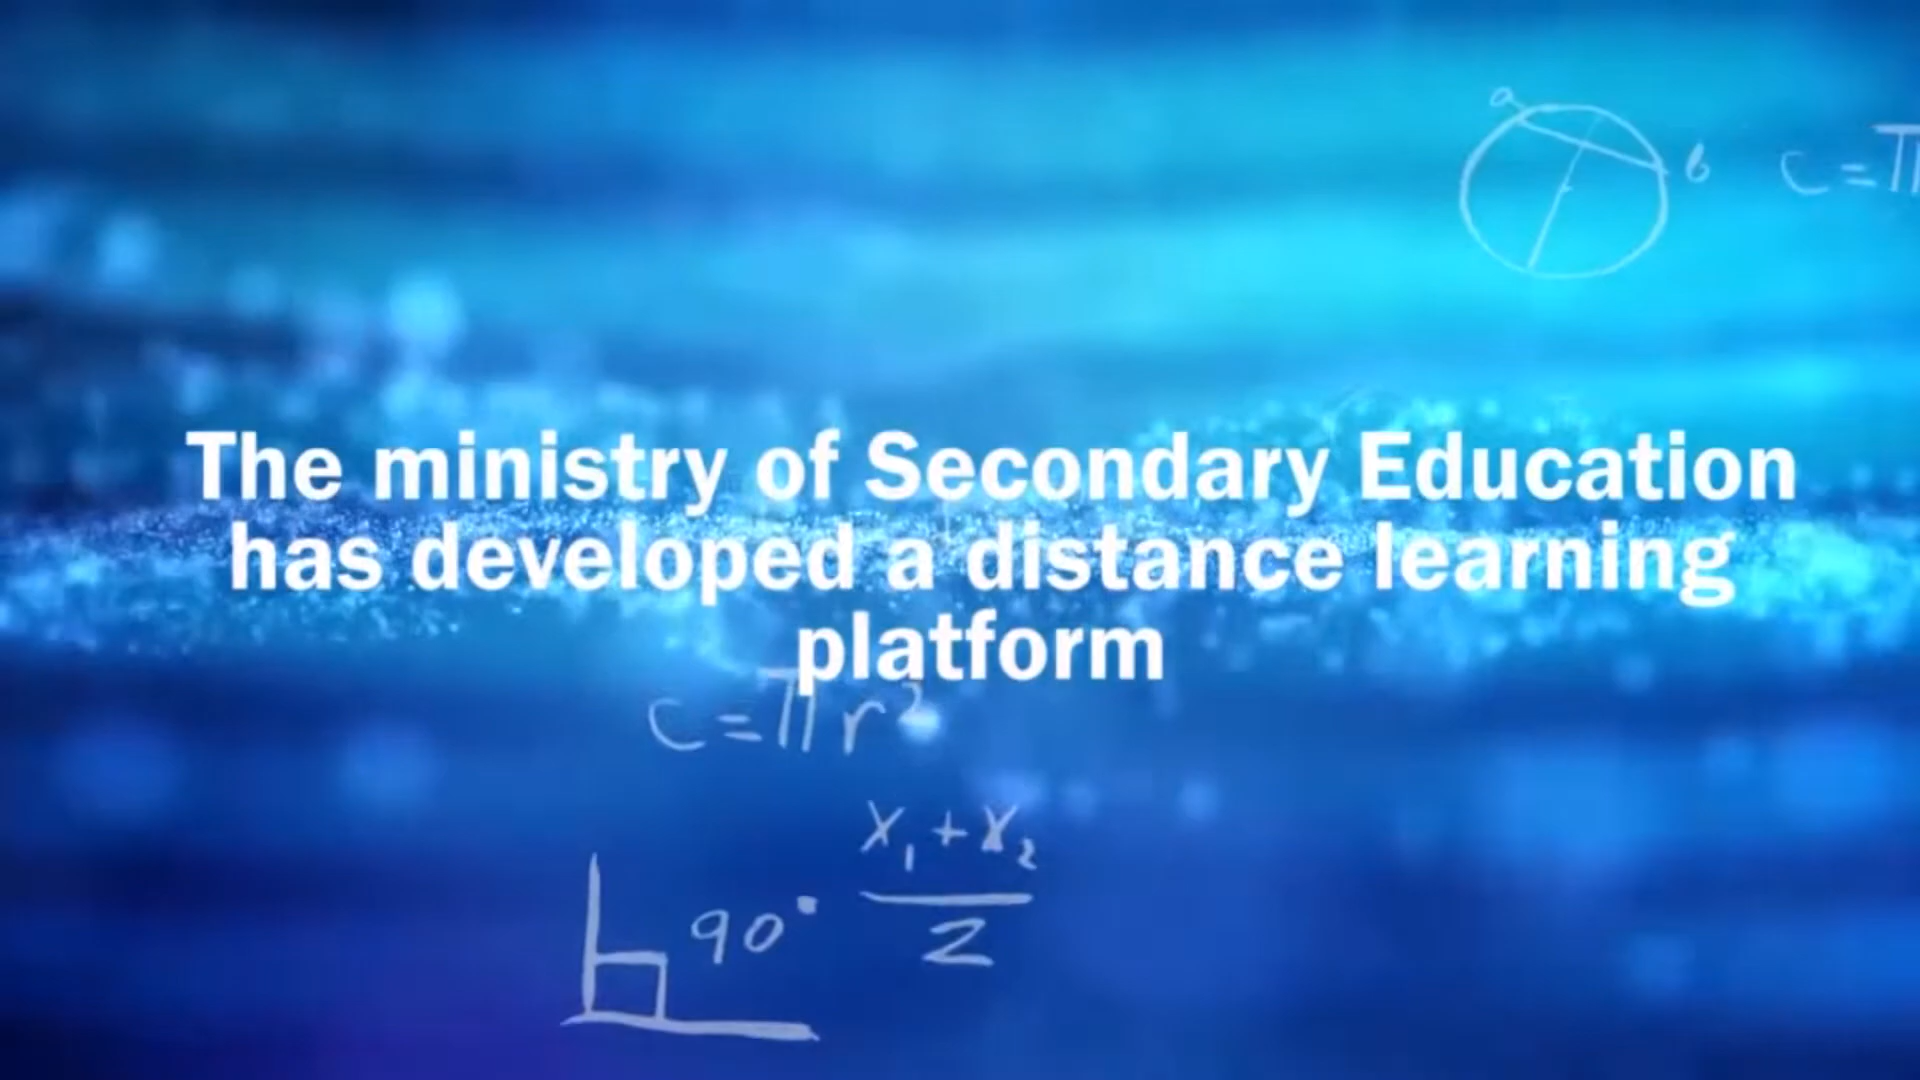 a
b
C=π
The ministry of Secondary Education
has developed a distance learning
platform
C=πr²
90°
X₁+X₂
2